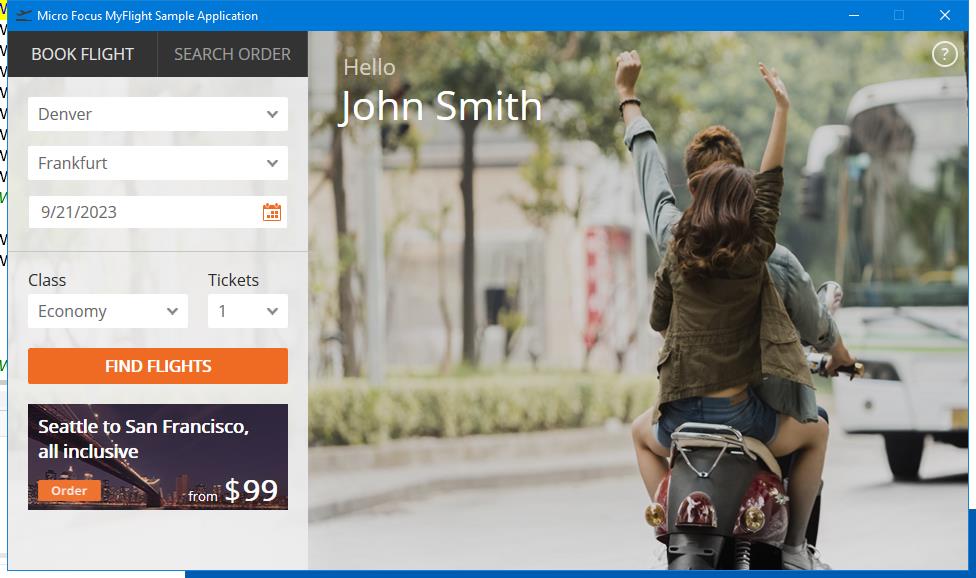 Micro Focus MyFlight Sample Application
BOOK FLIGHT
SEARCH ORDER
Hello
John Smith
?
Denver
Frankfurt
9/21/2023
Class
Tickets
Economy
1
FIND FLIGHTS
Seattle to San Francisco,
all inclusive
Order
from $99